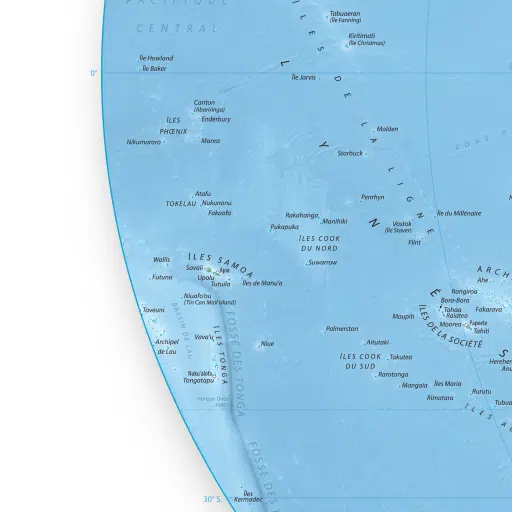 PACIFIQUE
CENTRAL
Tabuaeran
(Île Fanning)
Kiritimati
(Île Christmas)
Île Howland
Île Baker
0°
Île Jarvis
ÎLES DE LA LIGNE
Canton
(Abariringa)
Enderbury
ÎLES
PHŒNIX
Nikumaroro
Manra
Malden
Starbuck
Atafu
Nukunonu
TOKELAU
Fakaofo
Penrhyn
Rakahanga
Manihiki
Pukapuka
Vostok
(Île Staver)
Île du Millénaire
Flint
ÎLES COOK
DU NORD
Suwarrow
Wallis
Futuna
ÎLES SAMOA
Savaii
Apia
Upolu
Tutuila
Îles de Manu'a
Niuafo'ou
(Tin Can Mail Island)
Taveuni
Archipel
de Lau
BASSIN DE LAU
Vava'u
ÎLES TONGA
FOSSE DES TONGA
Nuku'alofa
Tongatapu
Niue
Palmerston
Aitutaki
ÎLES COOK
DU SUD
Takutea
Rarotonga
Mangaia
Îles Maria
Rimatara
Rurutu
Tubua
ARCH
Ahe
Rangiroa
Bora-Bora
Tahaa
Raiatea
Fakarava
Maupiti
Moorea
Papeete
Tahiti
ÎLES DE LA SOCIÉTÉ
Herehere
Anu
ÎLES AU
FOSSE DES
Îles
Kermadec
30° S.